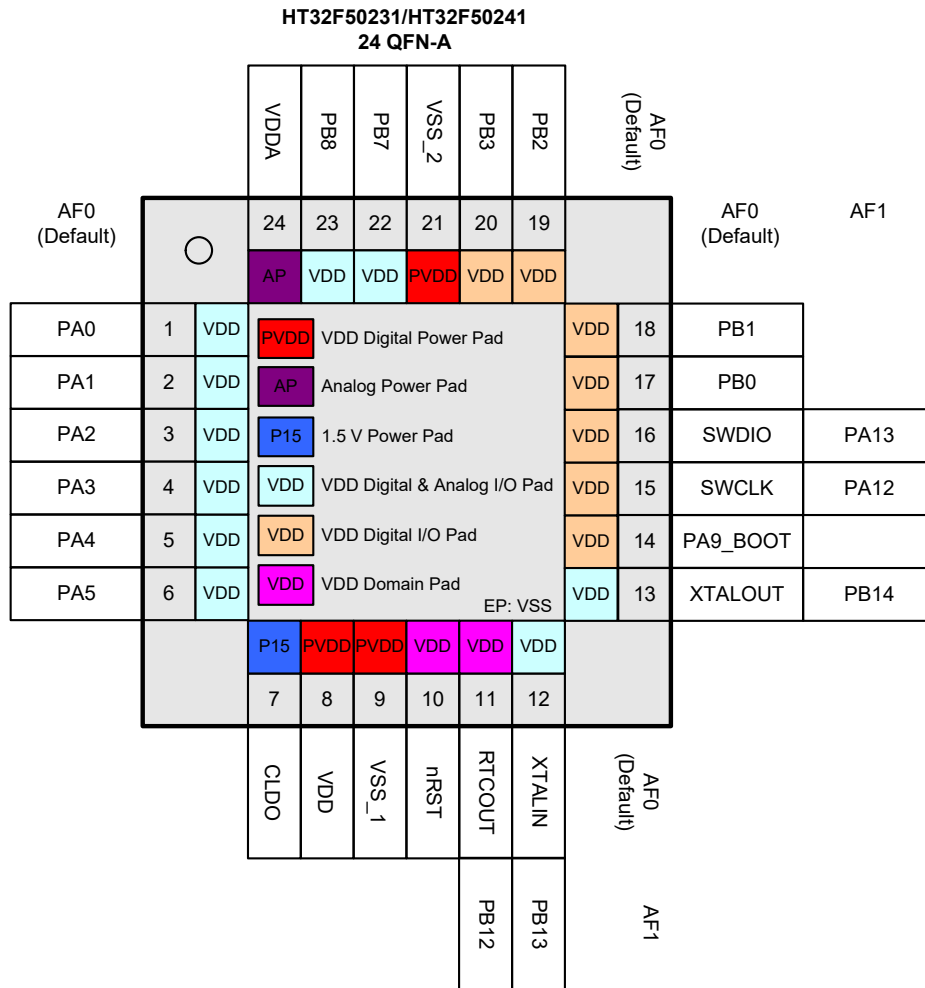 HT32F50231/HT32F50241
24 QFN-A
VDDA
PB8
PB7
VSS_2
PB3
PB2
AF0
(Default)
AF0
(Default)
24 23 22 21 20 19
AF0
(Default)
AF1
AP VDD VDD PVDD VDD VDD
PA0 1 VDD
PVDD VDD Digital Power Pad
VDD 18 PB1
PA1 2 VDD
AP Analog Power Pad
VDD 17 PB0
PA2 3 VDD
P15 1.5 V Power Pad
VDD 16 SWDIO PA13
PA3 4 VDD
VDD VDD Digital & Analog I/O Pad
VDD 15 SWCLK PA12
PA4 5 VDD
VDD VDD Digital I/O Pad
VDD 14 PA9_BOOT
PA5 6 VDD
VDD VDD Domain Pad
EP: VSS
VDD 13 XTALOUT PB14
P15 PVDD PVDD VDD VDD VDD
7 8 9 10 11 12
CLDO
VDD
VSS_1
nRST
RTCOUT
XTALIN
AF0
(Default)
PB12
PB13
AF1